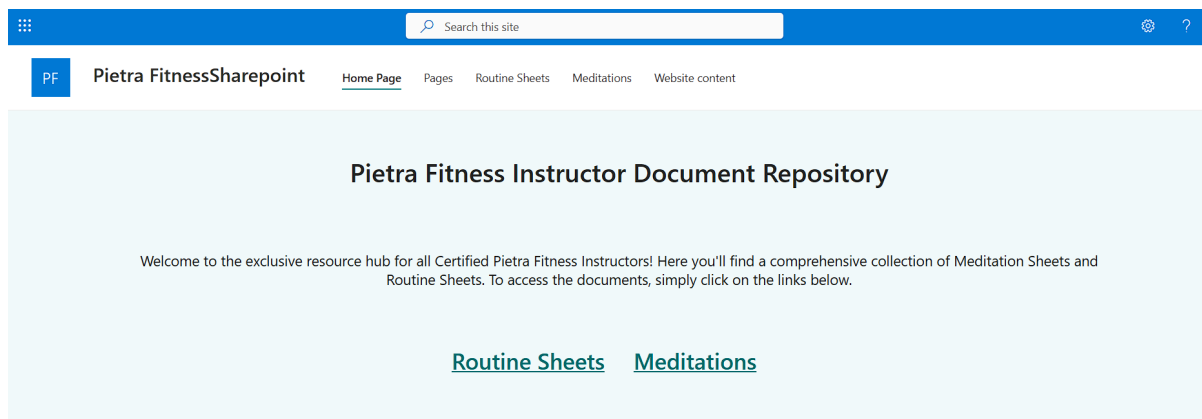 Search this site
?
PF
Pietra FitnessSharepoint
Home Page Pages Routine Sheets Meditations Website content
Pietra Fitness Instructor Document Repository
Welcome to the exclusive resource hub for all Certified Pietra Fitness Instructors! Here you'll find a comprehensive collection of Meditation Sheets and
Routine Sheets. To access the documents, simply click on the links below.
Routine Sheets Meditations